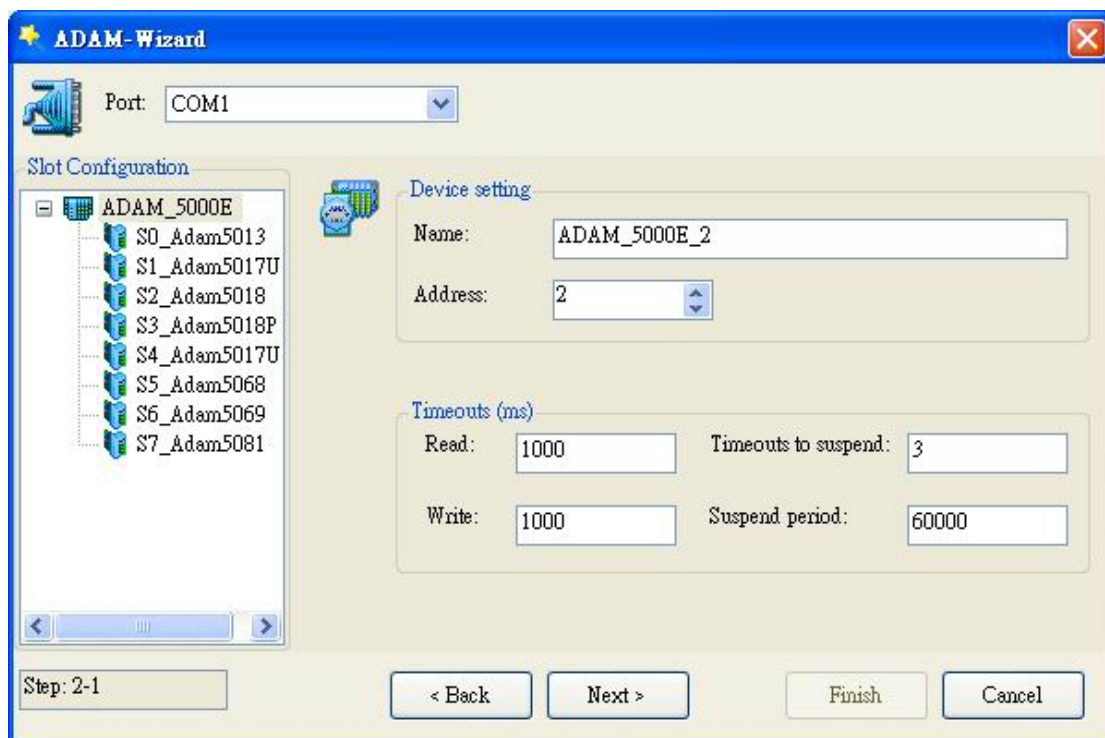 ADAM-Wizard
Port: COM1
Slot Configuration
ADAM_5000E
S0_Adam5013
S1_Adam5017U
S2_Adam5018
S3_Adam5018P
S4_Adam5017U
S5_Adam5068
S6_Adam5069
S7_Adam5081
Device setting
Name: ADAM_5000E_2
Address: 2
Timeouts (ms)
Read: 1000 Timeouts to suspend: 3
Write: 1000 Suspend period: 60000
Step: 2-1 < Back Next > Finish Cancel